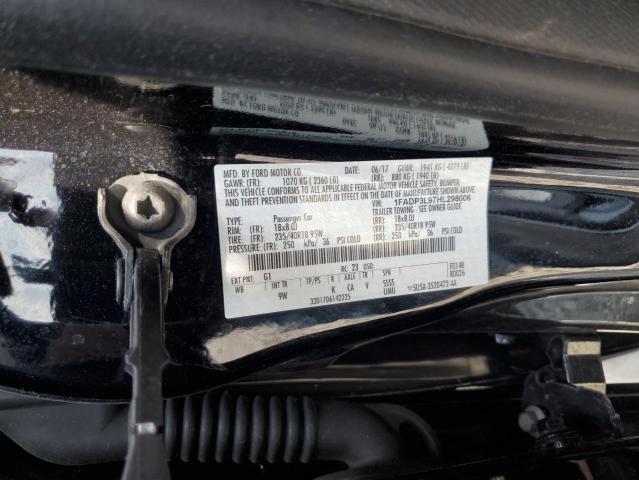 MFD. BY FORD MOTOR CO. DATE: 06/17 GVWR: 1941 KG ( 4279 LB)
GAWR: (FR): 1070 KG ( 2360 LB) (RR): 880 KG ( 1940 LB)
THIS VEHICLE CONFORMS TO ALL APPLICABLE FEDERAL MOTOR VEHICLE SAFETY, BUMPER,
AND THEFT PREVENTION STANDARDS IN EFFECT ON THE DATE OF MANUFACTURE SHOWN ABOVE.
VIN: 1FADP3L97HL298006
TYPE: Passenger Car TRAILER TOWING - SEE OWNER GUIDE
RIM: (FR): 18x8.0J (RR): 18x8.0J
TIRE: (FR): 235/40R18 95W (RR): 235/40R18 95W
PRESSURE: (FR): 250 kPa/ 36 PSI COLD (RR): 250 kPa/ 36 PSI COLD
EXT PNT: G1 RC: 23 DSO:
WB INT TR TP/PS R AXLE TR SPR
9W K CA V SSSS
UMU
3201706142325